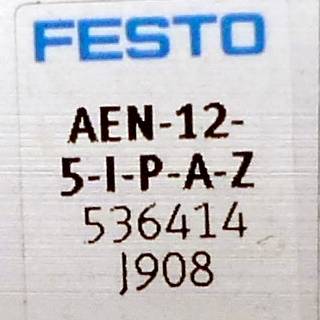 FESTO
AEN-12-
5-I-P-A-Z
536414
J908